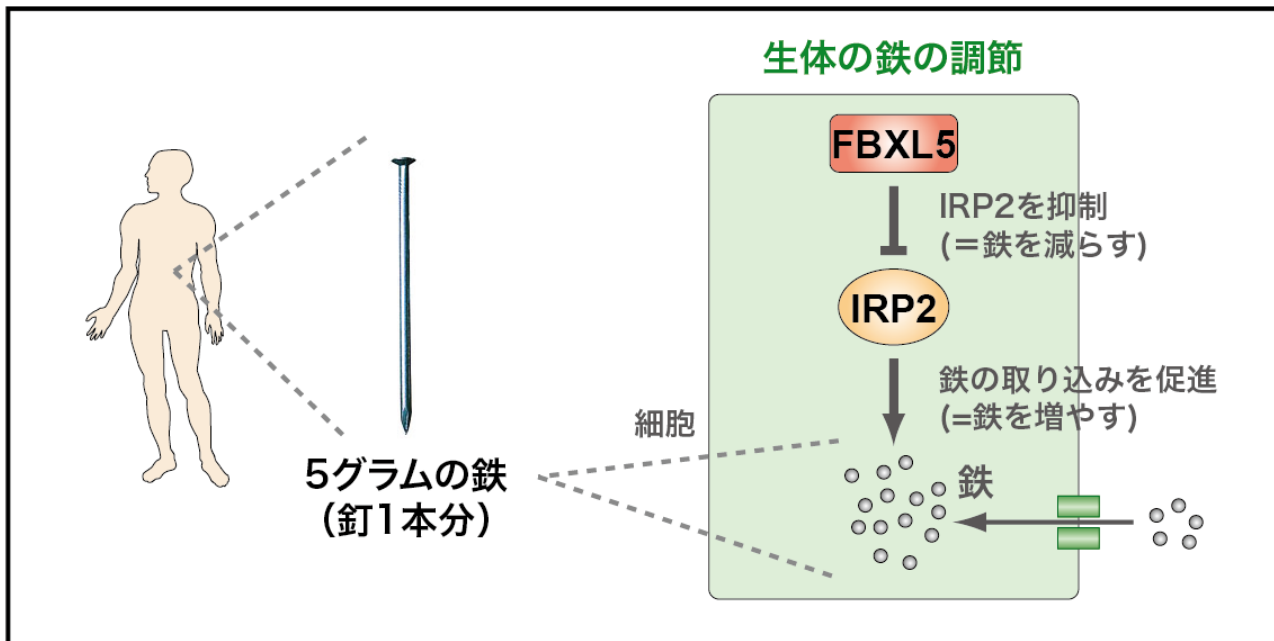 生体の鉄の調節
FBXL5
IRP2を抑制
(＝鉄を減らす)
IRP2
鉄の取り込みを促進
(=鉄を増やす)
細胞
鉄
5グラムの鉄
（釘1本分）